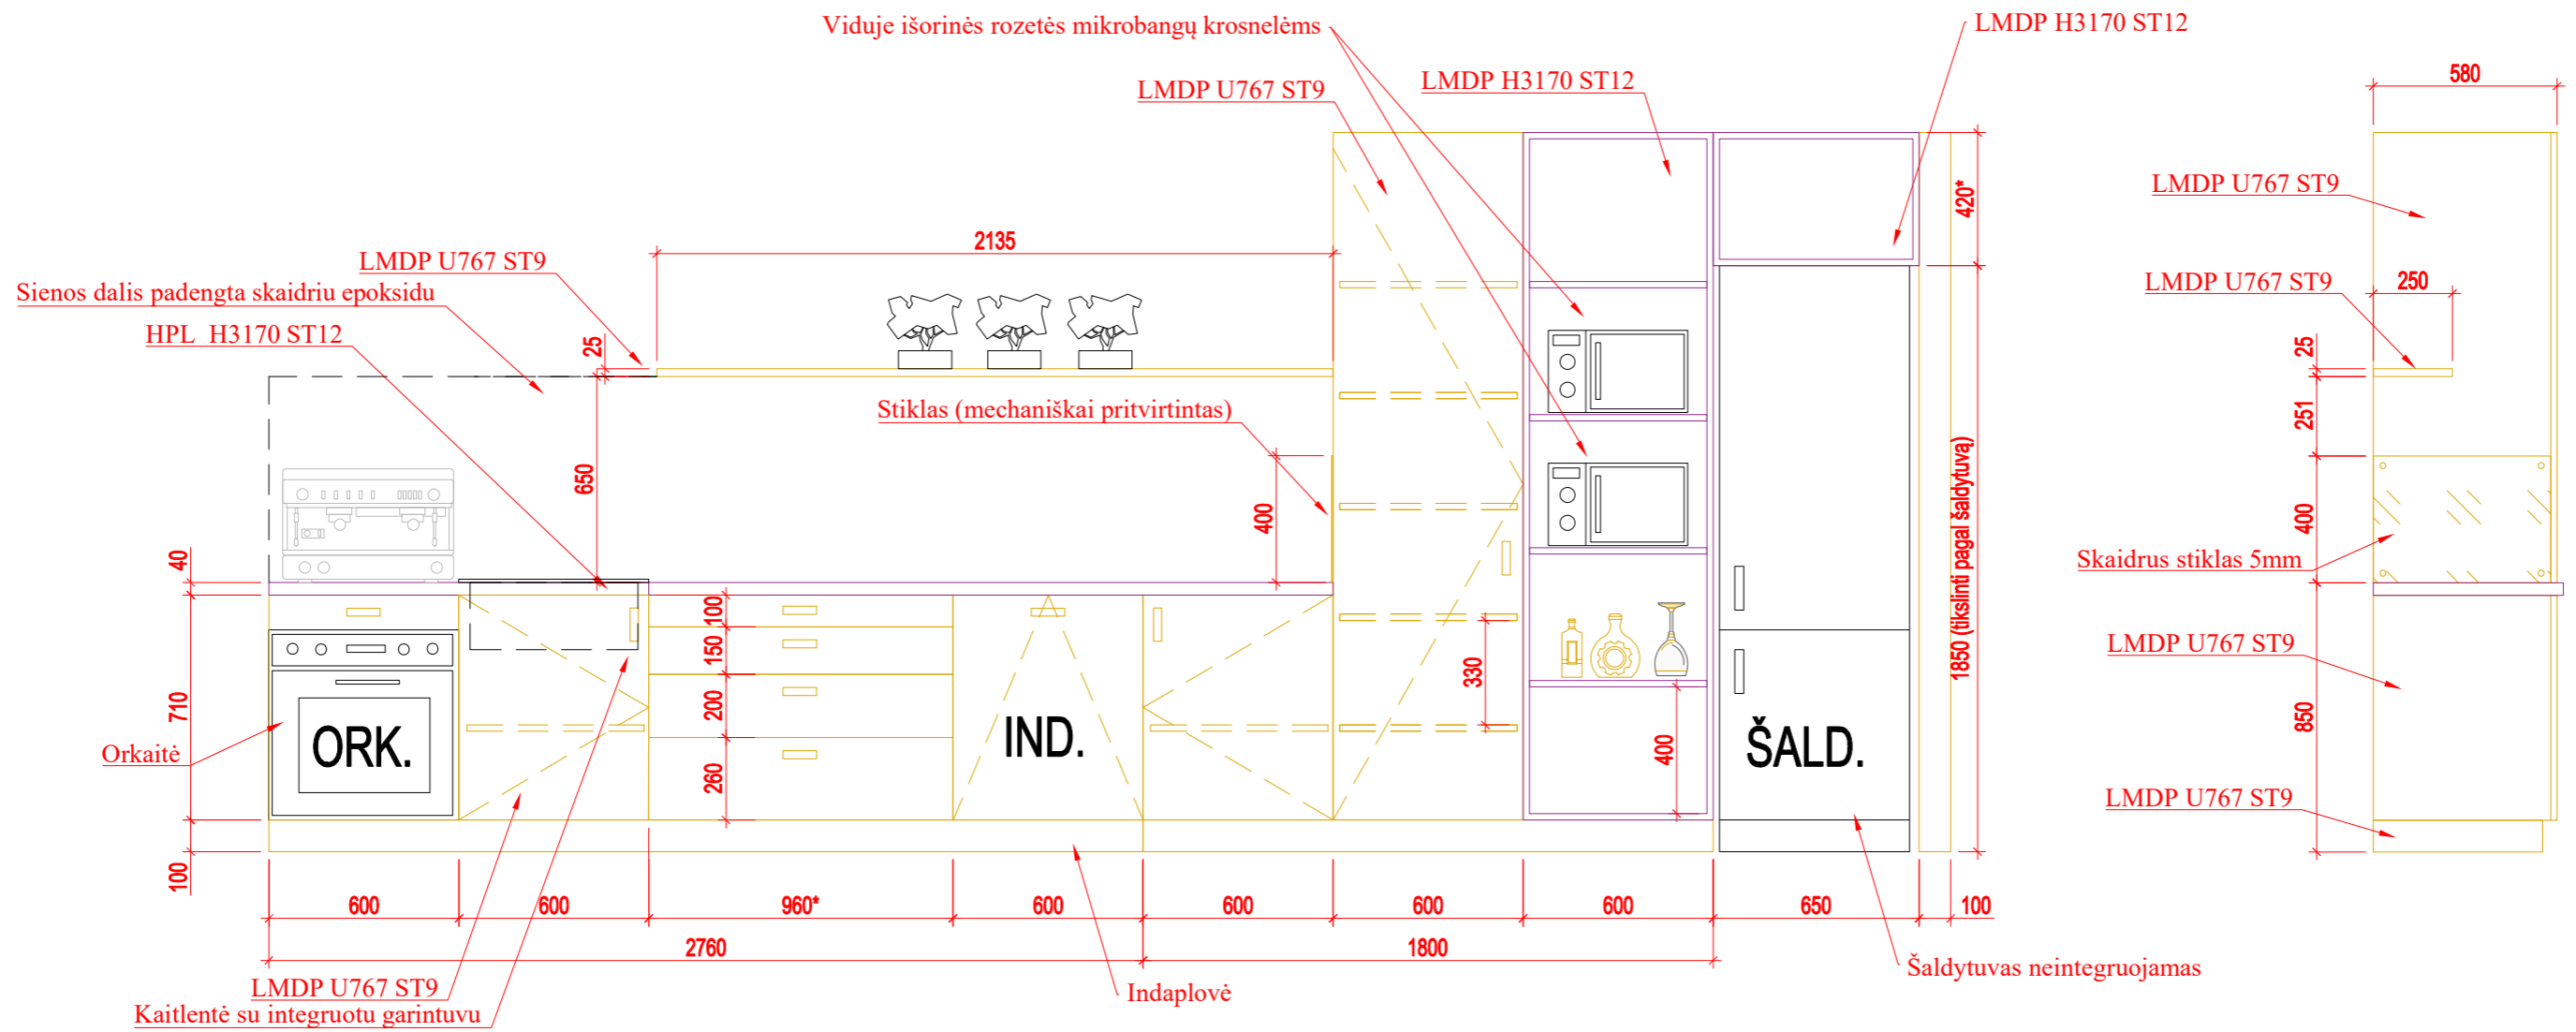 Viduje išorinės rozetės mikrobangų krosnelėms
LMDP H3170 ST12
LMDP U767 ST9
LMDP H3170 ST12
580
LMDP U767 ST9
420*
2135
LMDP U767 ST9
Sienos dalis padengta skaidriu epoksidu
HPL H3170 ST12
25
LMDP U767 ST9
250
25
Stiklas (mechaniškai pritvirtintas)
251
650
400
400
40
Skaidrus stiklas 5mm
1850 (tikslinti pagal šaldytuvą)
100
150
200
260
330
400
710
100
850
LMDP U767 ST9
LMDP U767 ST9
Orkaitė
ORK.
IND.
ŠALD.
600
600
960*
600
600
600
600
650
100
2760
1800
LMDP U767 ST9
Kaitlentė su integruotu garintuvu
Indaplovė
Šaldytuvas neintegruojamas